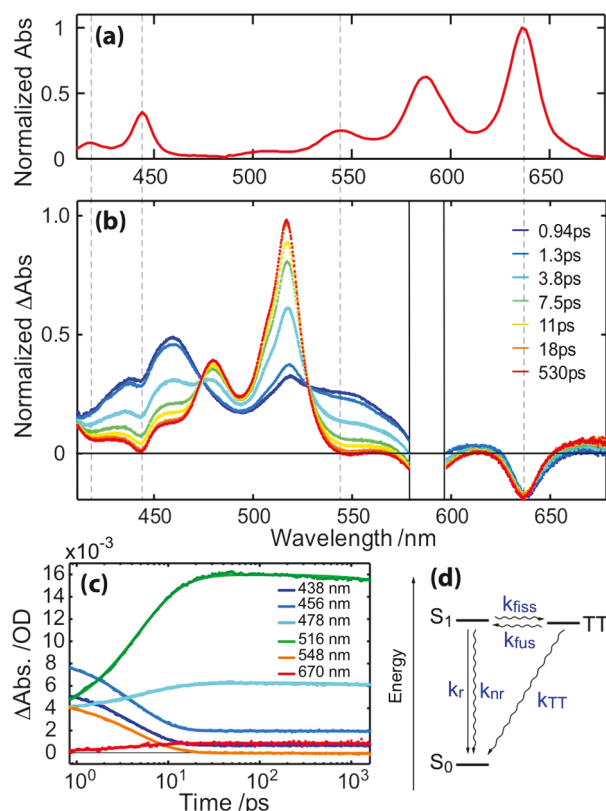 (a)
Normalized Abs
1
0.5
0
450
500
550
600
650
(b)
Normalized ΔAbs
1.0
0.5
0
0.94ps
1.3ps
3.8ps
7.5ps
11ps
18ps
530ps
450
500
550
600
650
Wavelength /nm
x10⁻³
(c)
ΔAbs. /OD
16
14
12
10
8
6
4
2
0
438 nm
456 nm
478 nm
516 nm
548 nm
670 nm
10⁰
10¹
10²
10³
Time /ps
(d)
Energy
S₁
k_fiss
k_fus
TT
k_r
k_nr
k_TT
S₀